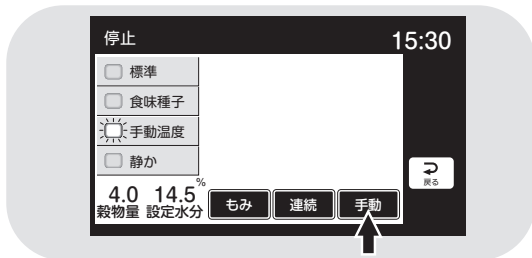 停止 15:30
標準
食味種子
手動温度
静か
戻る
4.0 14.5%
穀物量 設定水分
もみ 連続 手動